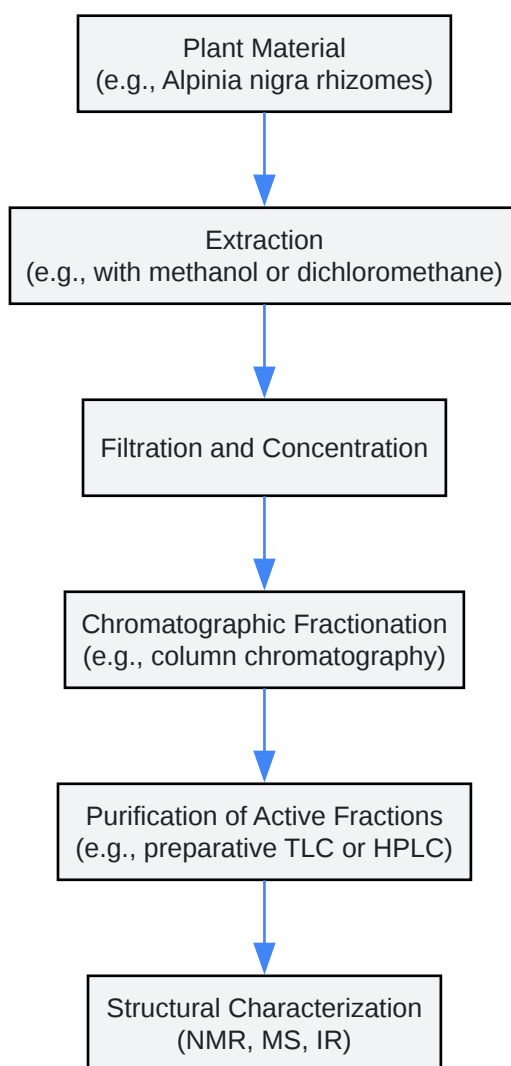 Plant Material
(e.g., Alpinia nigra rhizomes)
Extraction
(e.g., with methanol or dichloromethane)
Filtration and Concentration
Chromatographic Fractionation
(e.g., column chromatography)
Purification of Active Fractions
(e.g., preparative TLC or HPLC)
Structural Characterization
(NMR, MS, IR)